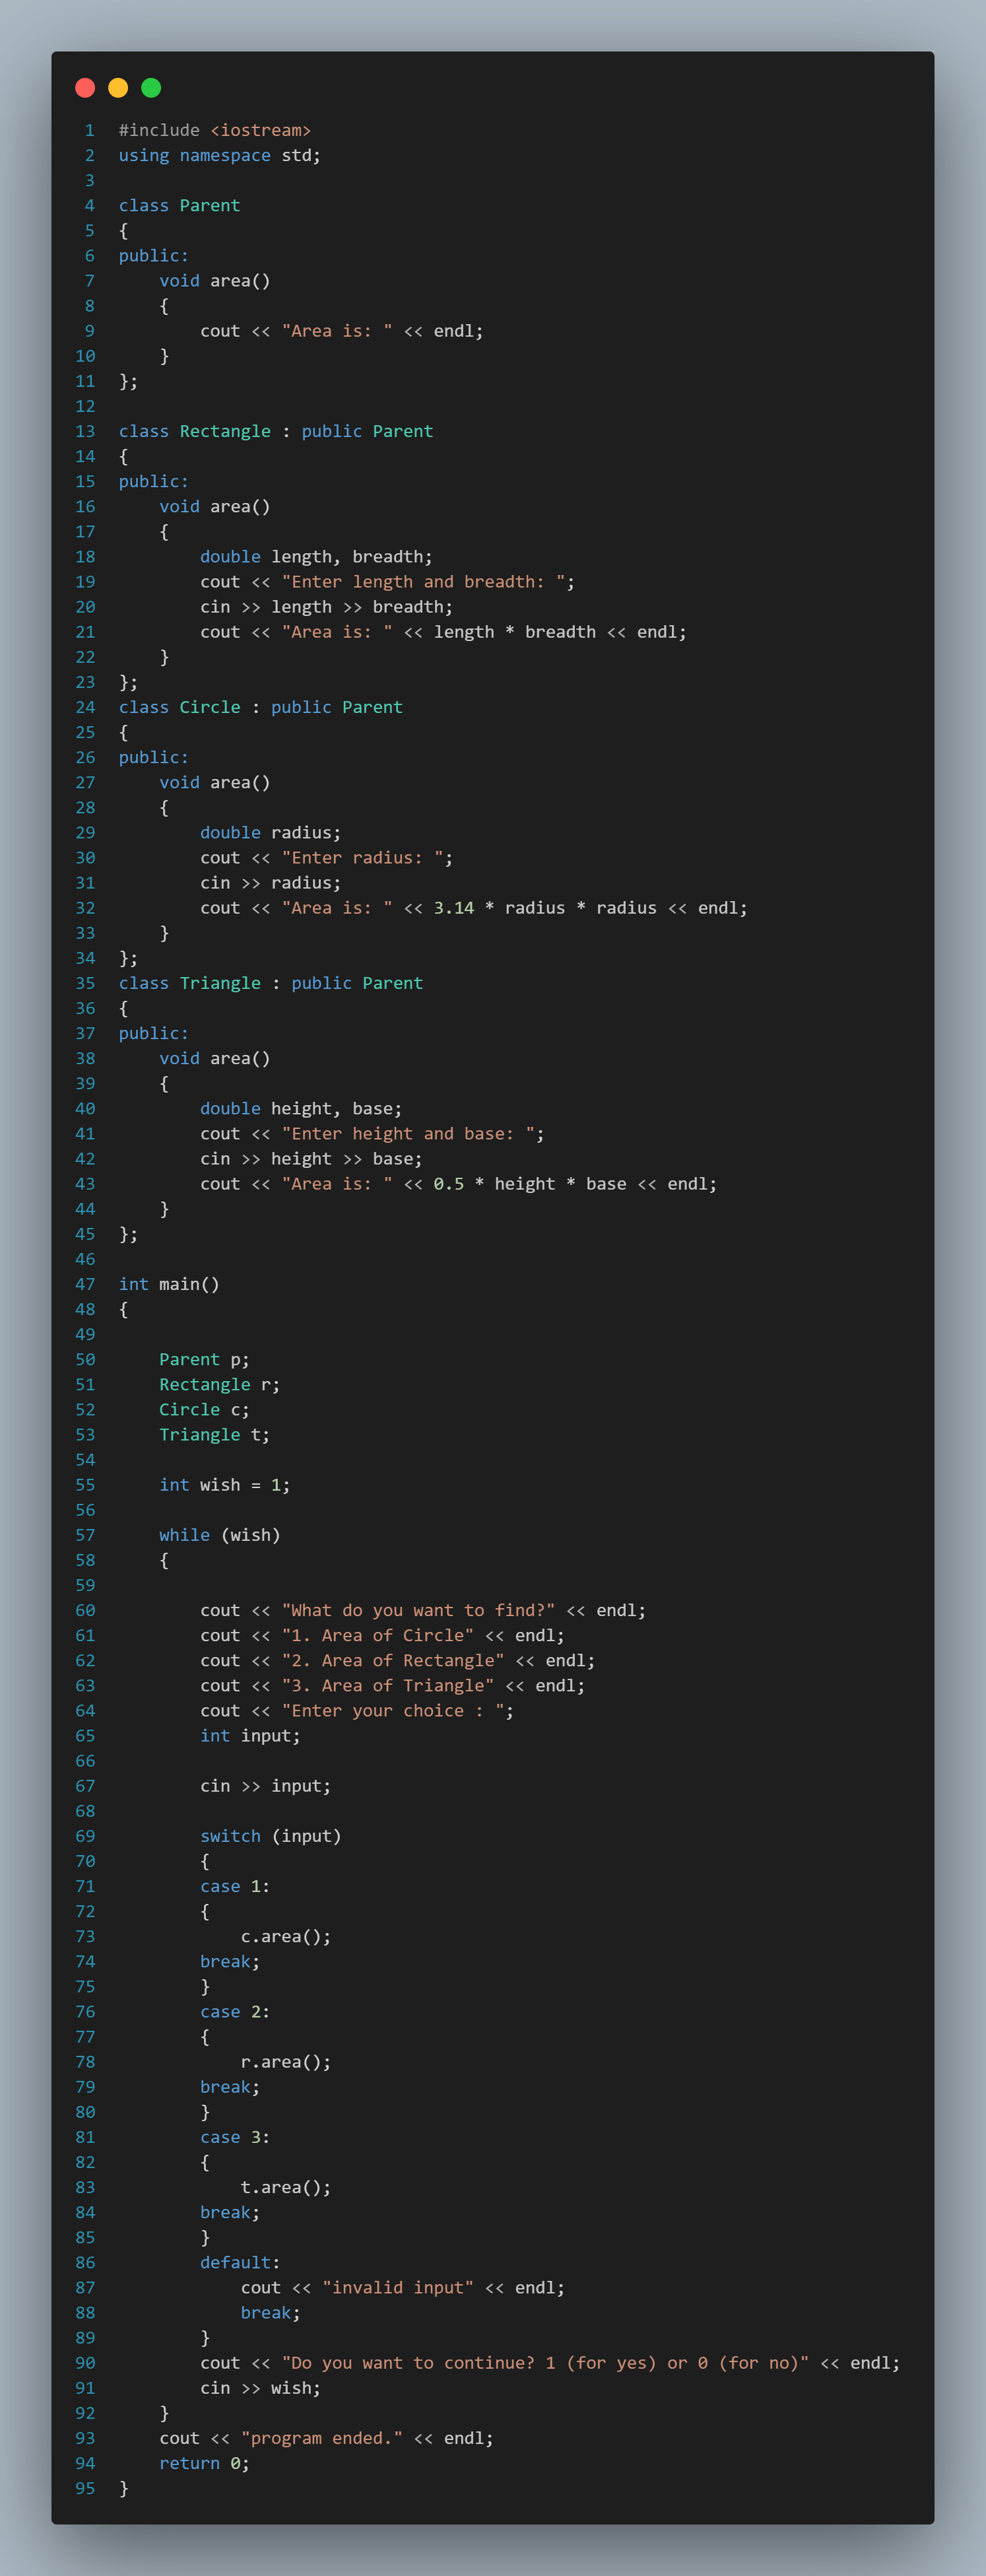 1 #include <iostream>
2 using namespace std;
3
4 class Parent
5 {
6 public:
7     void area()
8     {
9         cout << "Area is: " << endl;
10     }
11 };
12
13 class Rectangle : public Parent
14 {
15 public:
16     void area()
17     {
18         double length, breadth;
19         cout << "Enter length and breadth: ";
20         cin >> length >> breadth;
21         cout << "Area is: " << length * breadth << endl;
22     }
23 };
24 class Circle : public Parent
25 {
26 public:
27     void area()
28     {
29         double radius;
30         cout << "Enter radius: ";
31         cin >> radius;
32         cout << "Area is: " << 3.14 * radius * radius << endl;
33     }
34 };
35 class Triangle : public Parent
36 {
37 public:
38     void area()
39     {
40         double height, base;
41         cout << "Enter height and base: ";
42         cin >> height >> base;
43         cout << "Area is: " << 0.5 * height * base << endl;
44     }
45 };
46
47 int main()
48 {
49
50     Parent p;
51     Rectangle r;
52     Circle c;
53     Triangle t;
54
55     int wish = 1;
56
57     while (wish)
58     {
59
60         cout << "What do you want to find?" << endl;
61         cout << "1. Area of Circle" << endl;
62         cout << "2. Area of Rectangle" << endl;
63         cout << "3. Area of Triangle" << endl;
64         cout << "Enter your choice : ";
65         int input;
66
67         cin >> input;
68
69         switch (input)
70         {
71         case 1:
72         {
73             c.area();
74         break;
75         }
76         case 2:
77         {
78             r.area();
79         break;
80         }
81         case 3:
82         {
83             t.area();
84         break;
85         }
86         default:
87             cout << "invalid input" << endl;
88             break;
89         }
90         cout << "Do you want to continue? 1 (for yes) or 0 (for no)" << endl;
91         cin >> wish;
92     }
93     cout << "program ended." << endl;
94     return 0;
95 }